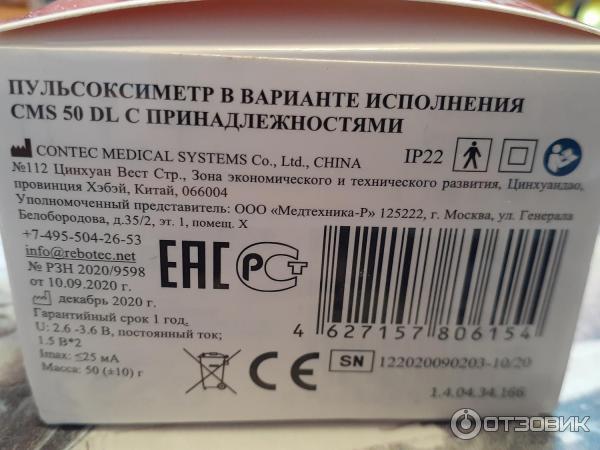 ПУЛЬСОКСИМЕТР В ВАРИАНТЕ ИСПОЛНЕНИЯ
CMS 50 DL С ПРИНАДЛЕЖНОСТЯМИ
CONTEC MEDICAL SYSTEMS Co., Ltd., CHINA
IP22
№112 Цинхуан Вест Стр., Зона экономического и технического развития, Цинхуандао,
провинция Хэбэй, Китай, 066004
Уполномоченный представитель: ООО «Медтехника-Р» 125222, г. Москва, ул. Генерала
Белобородова, д.35/2, эт. 1, помещ. X
+7-495-504-26-53
info@rebotec.net
№ РЗН 2020/9598
от 10.09.2020 г.
декабрь 2020 г.
Гарантийный срок 1 год,
U: 2.6 -3.6 В, постоянный ток;
1.5 В*2
Imax: ≤25 мА
Масса: 50 (±10) г
ЕАС
РСт
4 627157 806154
CE
SN 122020090203-10/20
1.4.04.34.166
ОТЗОВИК